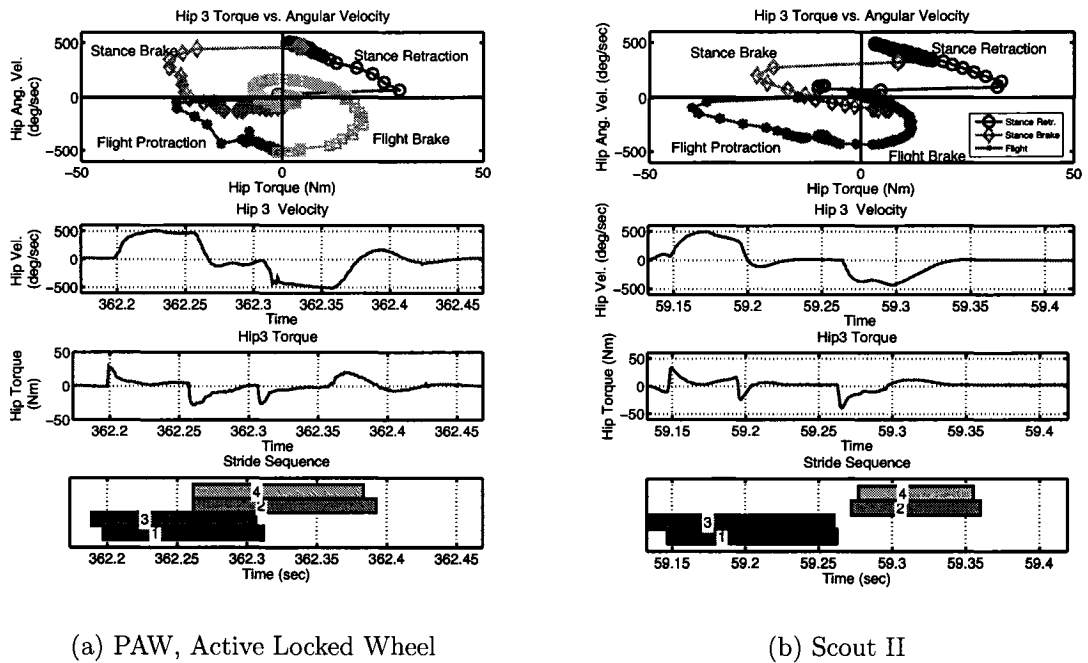 Hip 3 Torque vs. Angular Velocity
Hip Ang. Vel.
(deg/sec)
500
0
−500
Stance Brake
Stance Retraction
Flight Protraction
Flight Brake
−50
0
50
Hip Torque (Nm)
Hip 3 Velocity
Hip Vel.
(deg/sec)
500
0
−500
362.2 362.25 362.3 362.35 362.4 362.45
Time
Hip3 Torque
Hip Torque
(Nm)
50
0
−50
362.2 362.25 362.3 362.35 362.4 362.45
Time
Stride Sequence
4
2
3
1
362.2 362.25 362.3 362.35 362.4 362.45
Time (sec)
(a) PAW, Active Locked Wheel
Hip 3 Torque vs. Angular Velocity
Hip Ang. Vel. (deg/sec)
500
0
−500
Stance Brake
Stance Retraction
Flight Protraction
Flight Brake
Stance Retr.
Stance Brake
Flight
−50
0
50
Hip Torque (Nm)
Hip 3 Velocity
Hip Vel. (deg/sec)
500
0
−500
59.15 59.2 59.25 59.3 59.35 59.4
Time
Hip3 Torque
Hip Torque (Nm)
50
0
−50
59.15 59.2 59.25 59.3 59.35 59.4
Time
Stride Sequence
4
2
3
1
59.15 59.2 59.25 59.3 59.35 59.4
Time (sec)
(b) Scout II